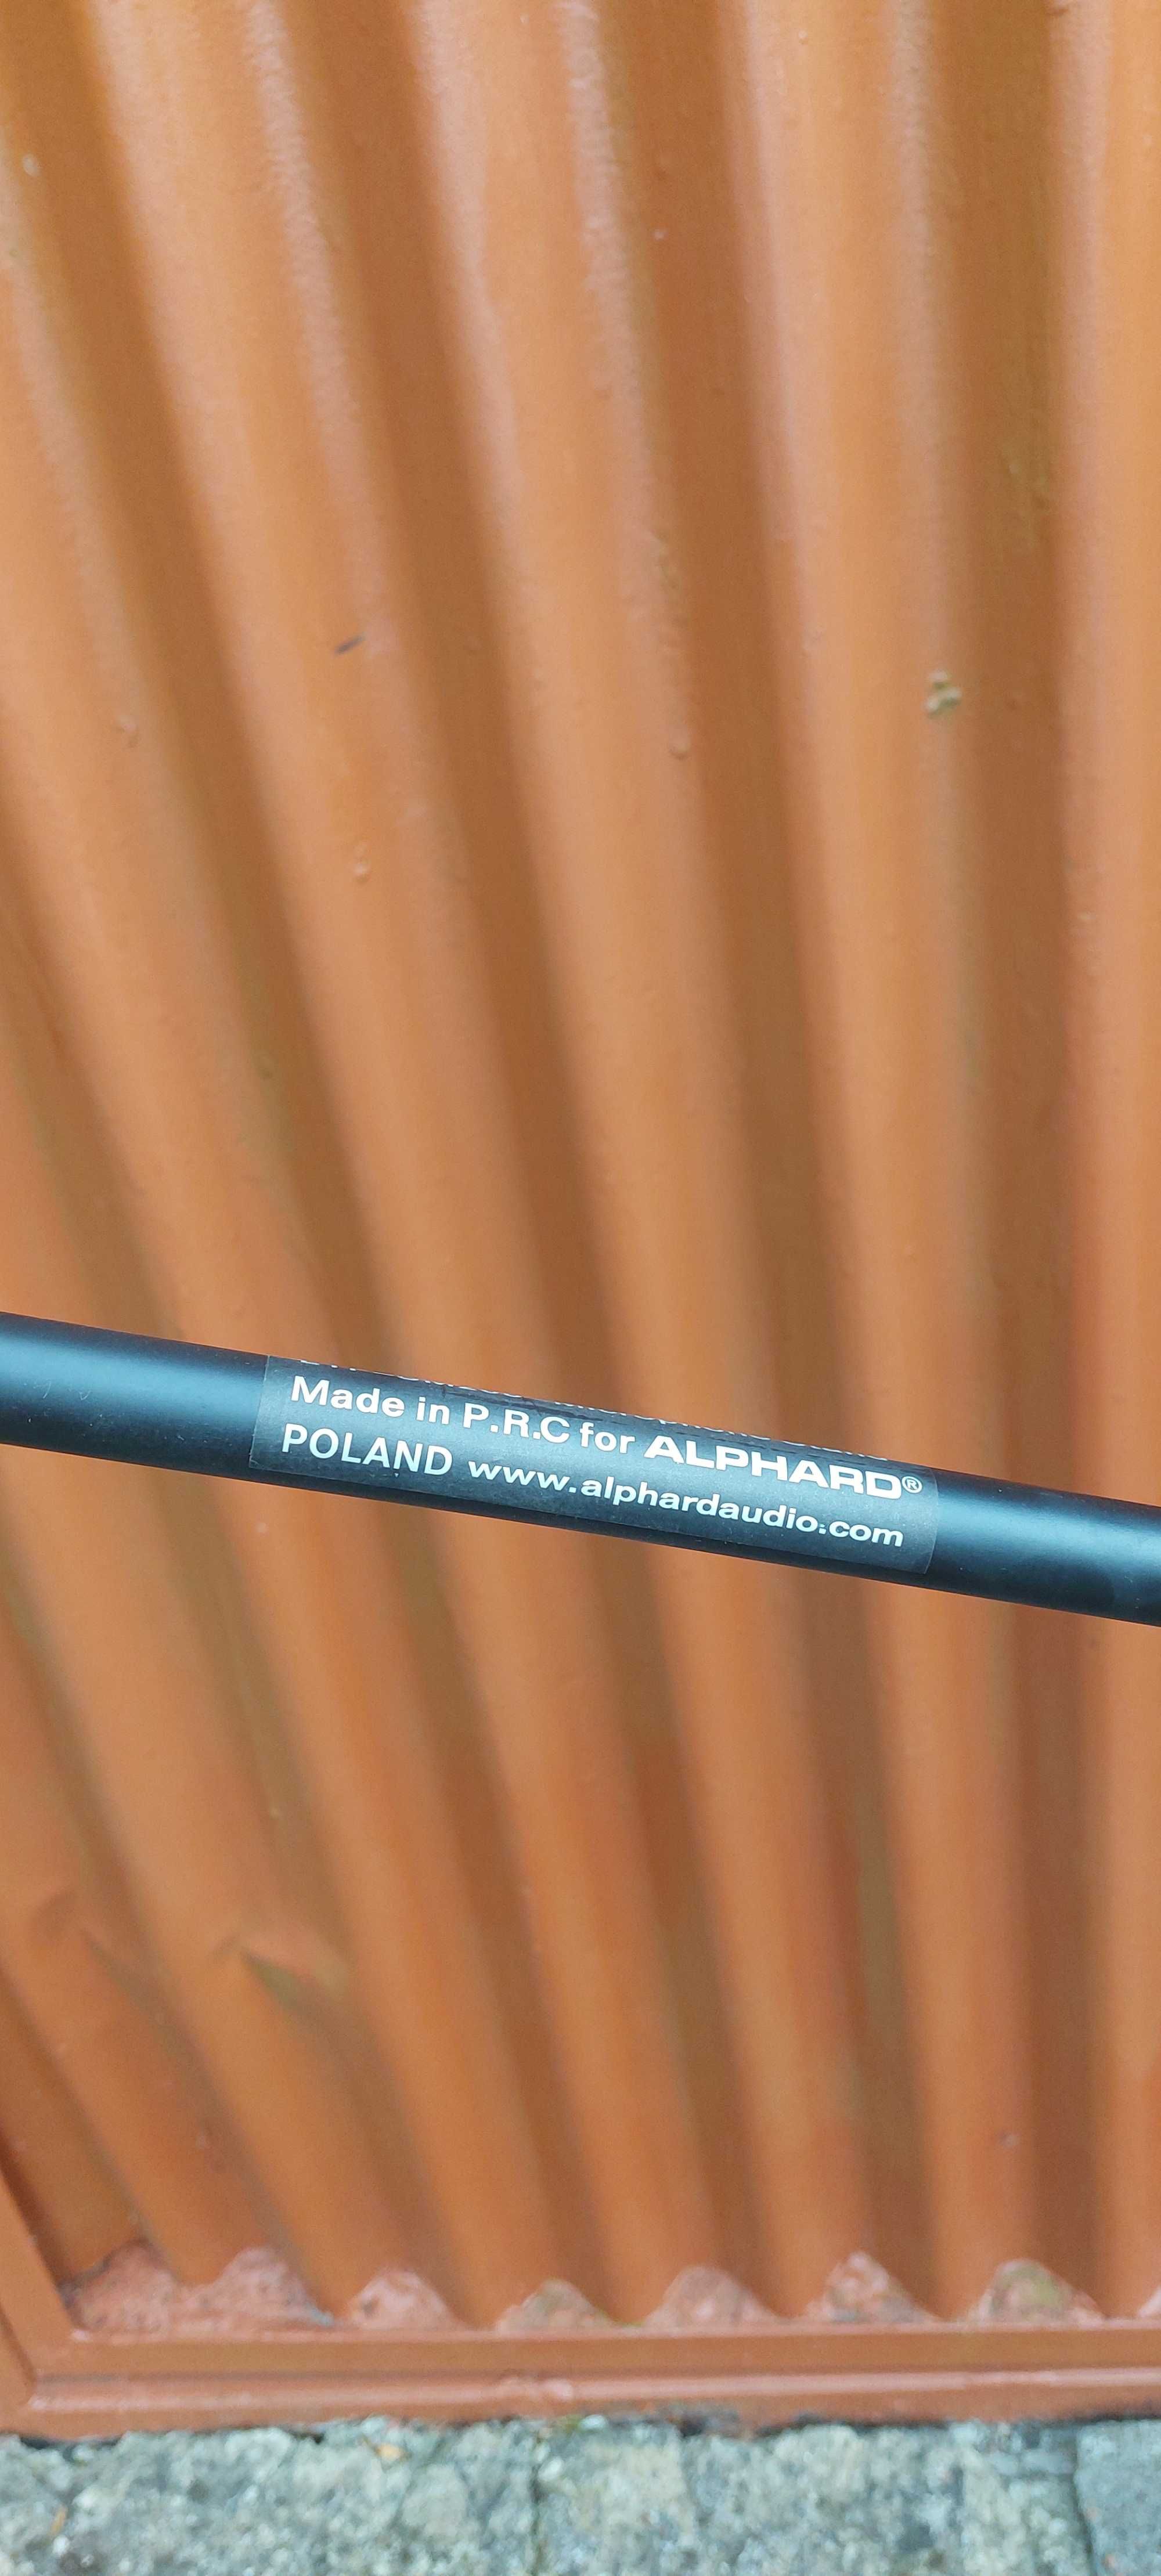 Made in P.R.C for ALPHARD®
POLAND www.alphardaudio.com